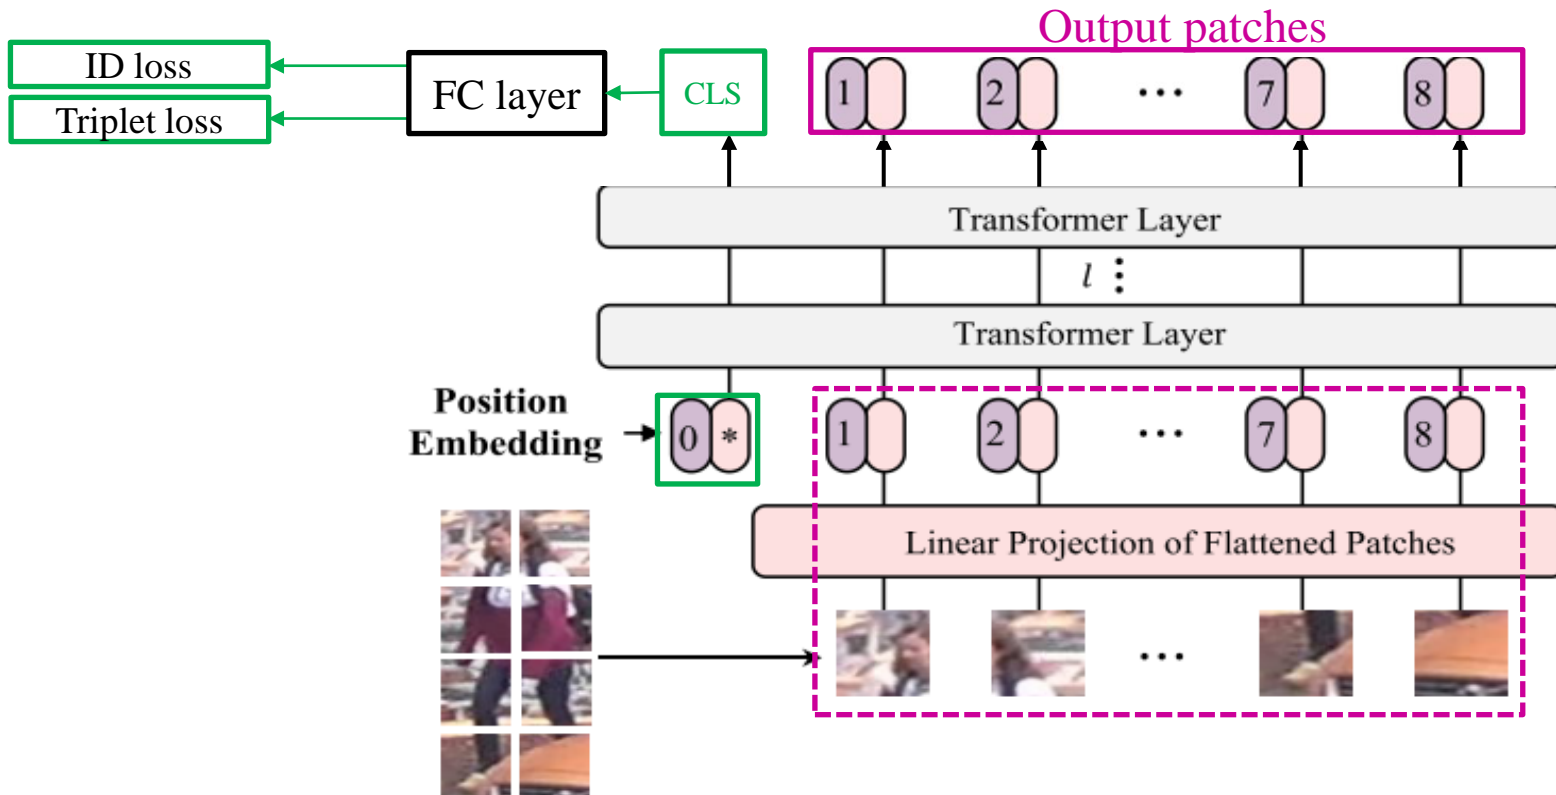 Output patches
ID loss
Triplet loss
FC layer
CLS
1 2 ... 7 8
Transformer Layer
l
Transformer Layer
Position
Embedding
0 * 1 2 ... 7 8
Linear Projection of Flattened Patches
...